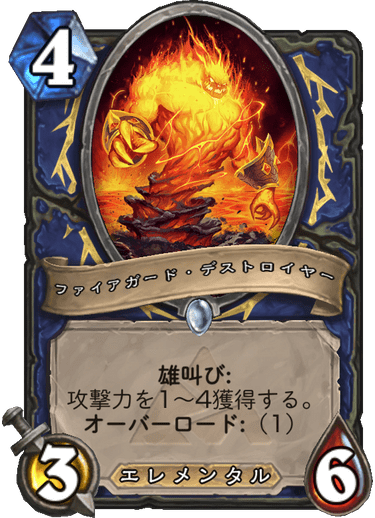 4
ファイアガード・デストロイヤー
雄叫び:
攻撃力を1～4獲得する。
オーバーロード:（1）
3
エレメンタル
6